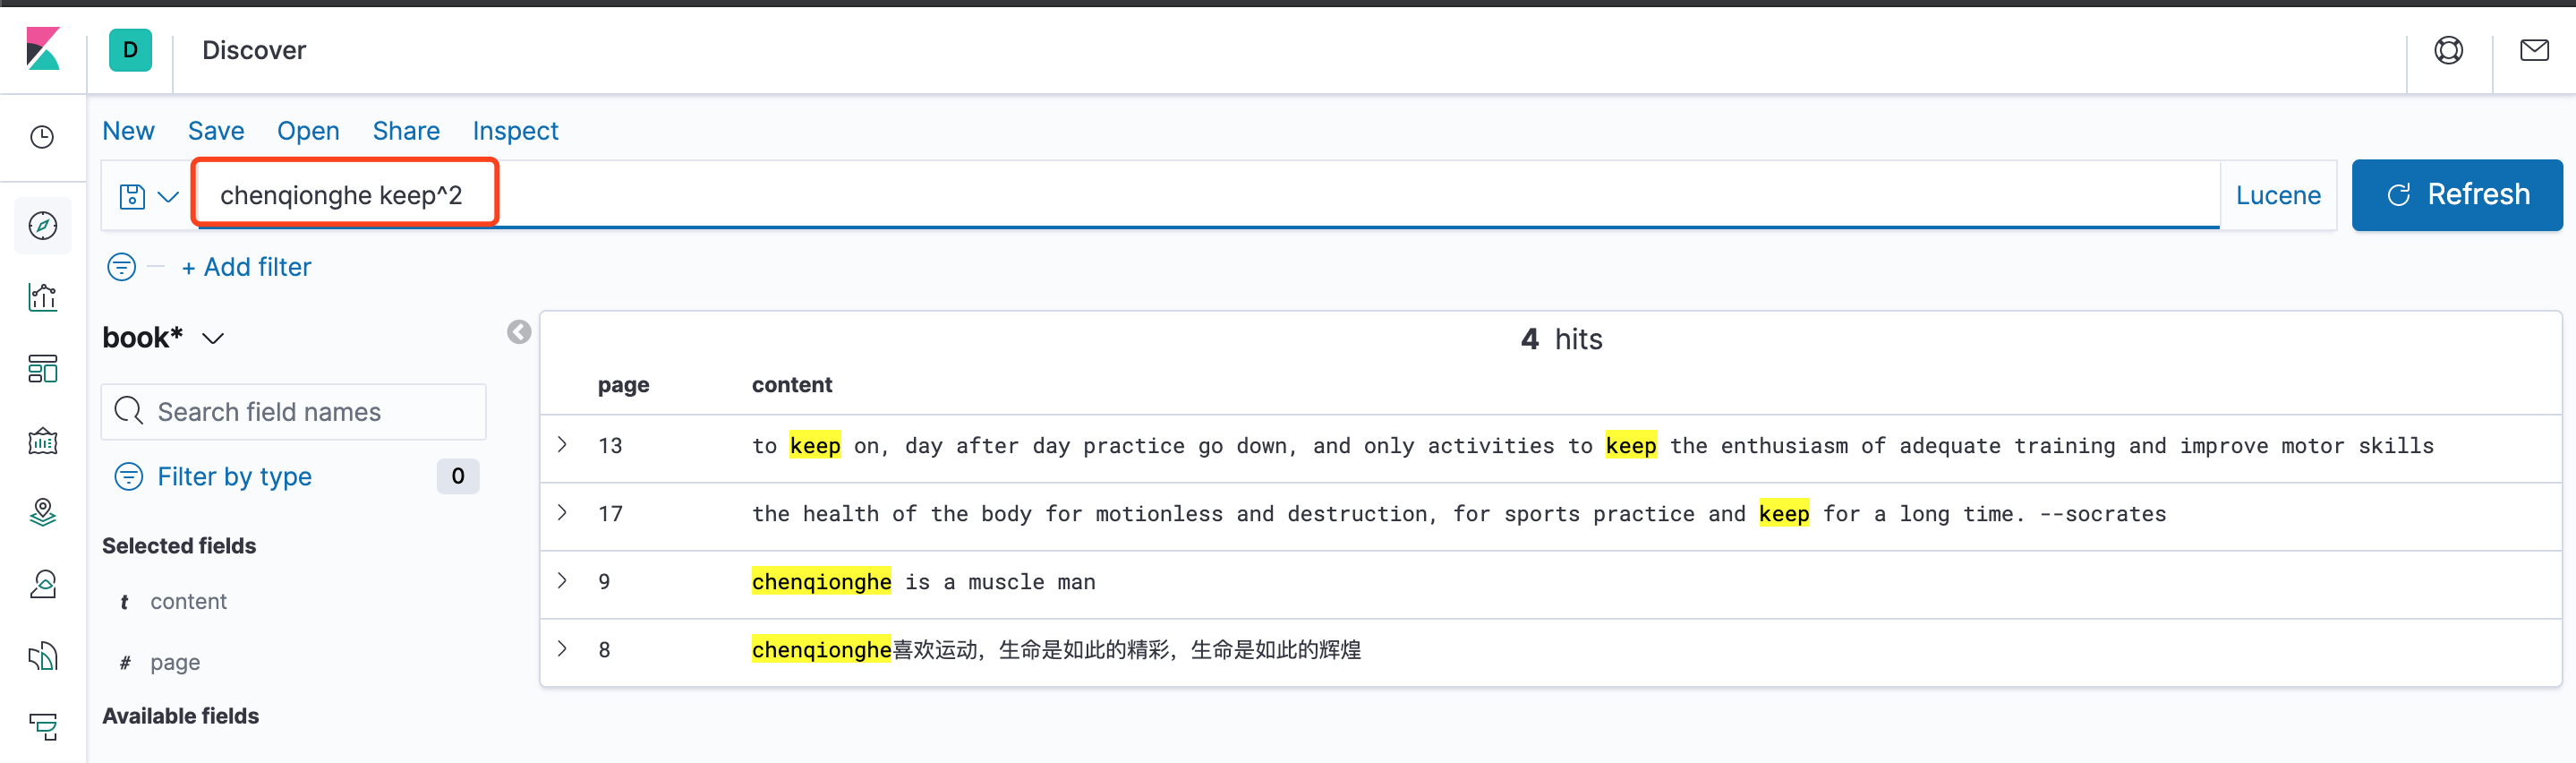 D Discover
New Save Open Share Inspect
chenqionghe keep^2 Lucene Refresh
+ Add filter
book*
4 hits
Search field names
page content
13 to keep on, day after day practice go down, and only activities to keep the enthusiasm of adequate training and improve motor skills
Filter by type 0
17 the health of the body for motionless and destruction, for sports practice and keep for a long time. --socrates
Selected fields
9 chenqionghe is a muscle man
t content
8 chenqionghe喜欢运动，生命是如此的精彩，生命是如此的辉煌
# page
Available fields